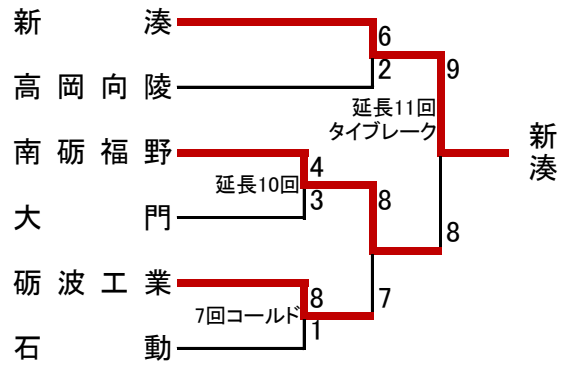 新湊
6
2
9
高岡向陵
延長11回
タイブレーク
新湊
南砺福野
4
延長10回
3
8
大門
8
砺波工業
8
7
7回コールド
1
石動